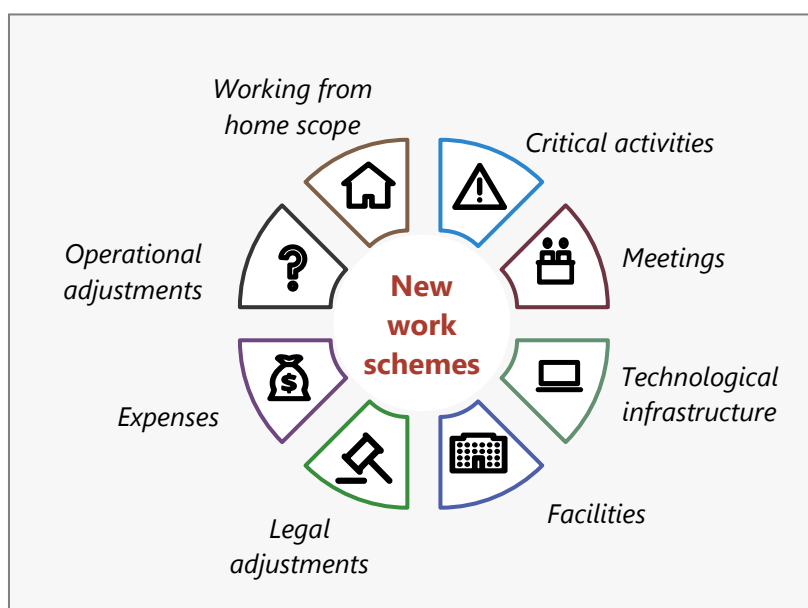 Working from
home scope
Critical activities
Operational
adjustments
Meetings
New
work
schemes
Expenses
$
Technological
infrastructure
Legal
adjustments
Facilities